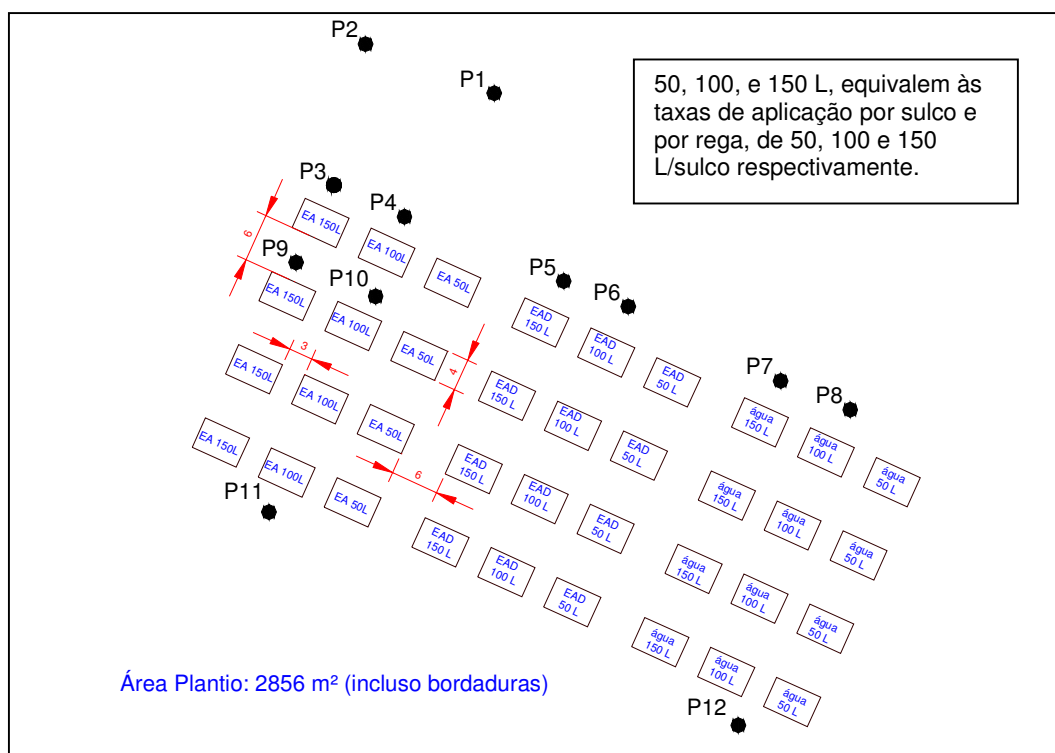 P2
P1
50, 100, e 150 L, equivalem às
taxas de aplicação por sulco e
por rega, de 50, 100 e 150
L/sulco respectivamente.
P3
P4
EA 150L
EA 100L
EA 50L
6
P9
P10
P5
P6
EA 150L
EA 100L
EA 50L
EAD
150 L
EAD
100 L
EAD
50 L
3
4
P7
P8
EA 150L
EA 100L
EA 50L
EAD
150 L
EAD
100 L
EAD
50 L
água
150 L
água
100 L
água
50 L
6
EA 150L
EA 100L
EA 50L
EAD
150 L
EAD
100 L
EAD
50 L
água
150 L
água
100 L
água
50 L
P11
EAD
150 L
EAD
100 L
EAD
50 L
água
150 L
água
100 L
água
50 L
água
150 L
água
100 L
água
50 L
P12
Área Plantio: 2856 m² (incluso bordaduras)